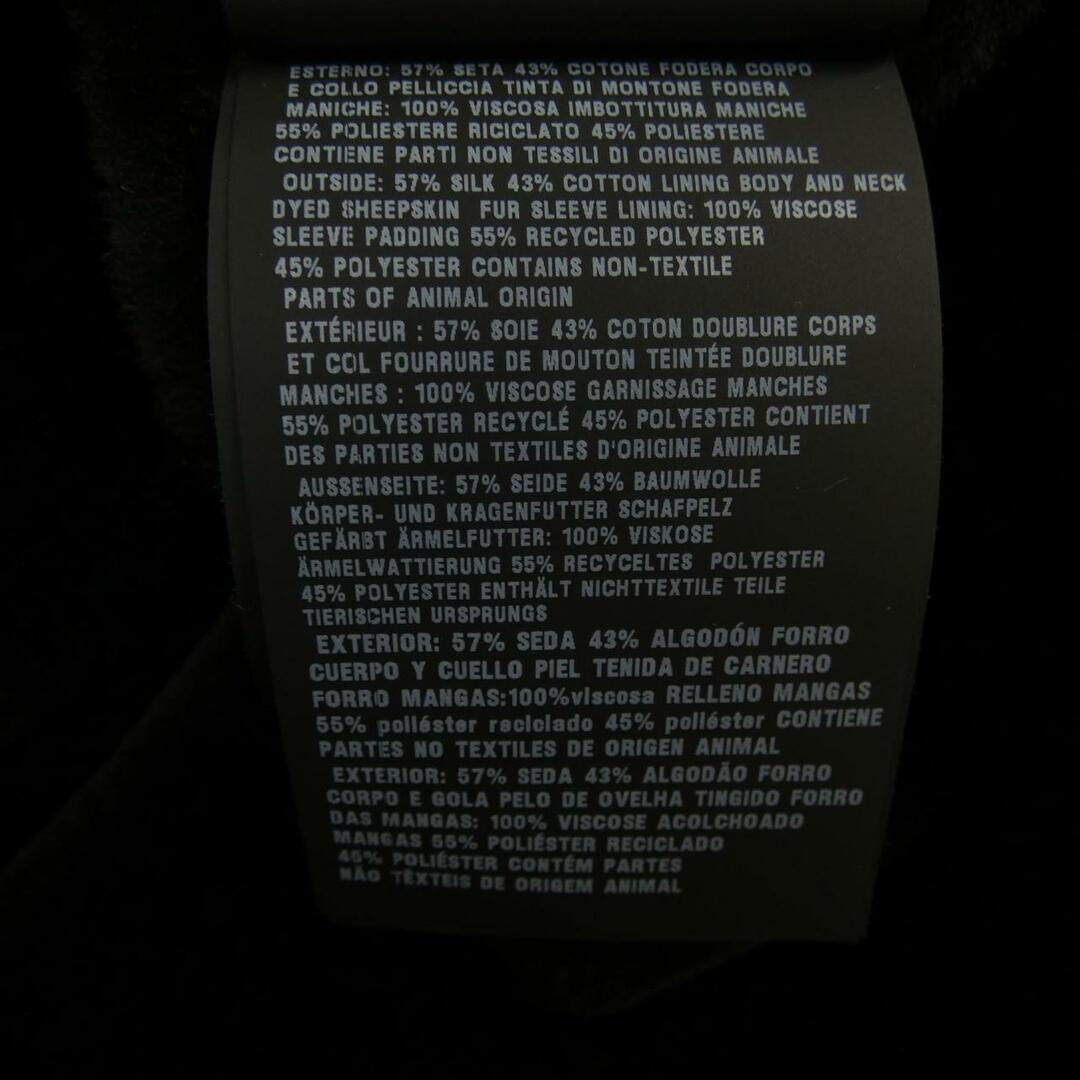 ESTERNO: 57% SETA 43% COTONE FODERA CORPO
E COLLO PELLICCIA TINTA DI MONTONE FODERA
MANICHE: 100% VISCOSA IMBOTTITURA MANICHE
55% POLIESTERE RICICLATO 45% POLIESTERE
CONTIENE PARTI NON TESSILI DI ORIGINE ANIMALE
OUTSIDE: 57% SILK 43% COTTON LINING BODY AND NECK
DYED SHEEPSKIN FUR SLEEVE LINING: 100% VISCOSE
SLEEVE PADDING 55% RECYCLED POLYESTER
45% POLYESTER CONTAINS NON-TEXTILE
PARTS OF ANIMAL ORIGIN
EXTÉRIEUR : 57% SOIE 43% COTON DOUBLURE CORPS
ET COL FOURRURE DE MOUTON TEINTÉE DOUBLURE
MANCHES : 100% VISCOSE GARNISSAGE MANCHES
55% POLYESTER RECYCLÉ 45% POLYESTER CONTIENT
DES PARTIES NON TEXTILES D'ORIGINE ANIMALE
AUSSENSEITE: 57% SEIDE 43% BAUMWOLLE
KÖRPER- UND KRAGENFUTTER SCHAFPELZ
GEFÄRBT ÄRMELFUTTER: 100% VISKOSE
ÄRMELWATTIERUNG 55% RECYCELTES POLYESTER
45% POLYESTER ENTHÄLT NICHTTEXTILE TEILE
TIERISCHEN URSPRUNGS
EXTERIOR: 57% SEDA 43% ALGODÓN FORRO
CUERPO Y CUELLO PIEL TENIDA DE CARNERO
FORRO MANGAS:100%viscosa RELLENO MANGAS
55% poliéster reciclado 45% poliéster CONTIENE
PARTES NO TEXTILES DE ORIGEN ANIMAL
EXTERIOR: 57% SEDA 43% ALGODÃO FORRO
CORPO E GOLA PELO DE OVELHA TINGIDO FORRO
DAS MANGAS: 100% VISCOSE ACOLCHOADO
MANGAS 55% POLIÉSTER RECICLADO
45% POLIÉSTER CONTÉM PARTES
NÃO TÊXTEIS DE ORIGEM ANIMAL